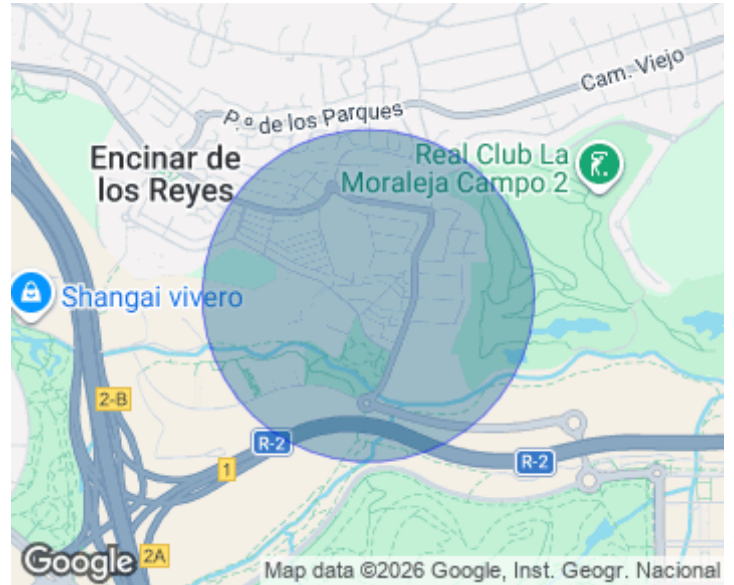 Cam. Viejo
P.º de los Parques
Encinar de
los Reyes
Real Club La
Moraleja Campo 2
Shangai vivero
2-B
R-2
1
R-2
2A
Google
Map data ©2026 Google, Inst. Geogr. Nacional